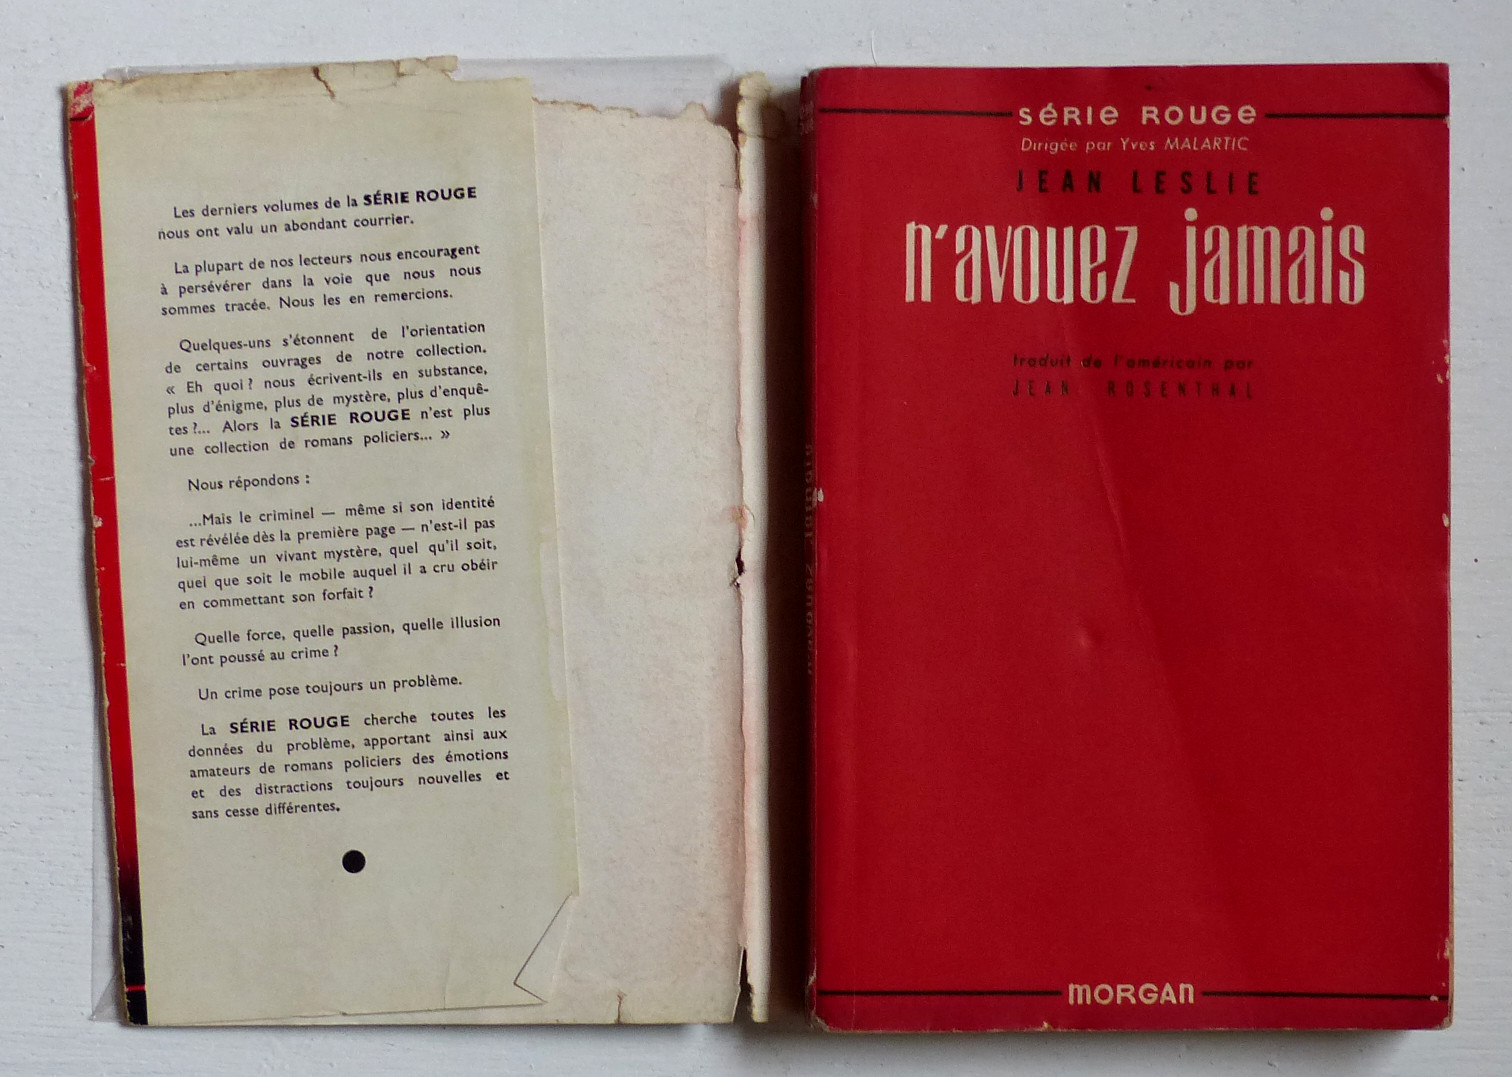 Les derniers volumes de la SÉRIE ROUGE
nous ont valu un abondant courrier.
La plupart de nos lecteurs nous encouragent
à persévérer dans la voie que nous nous
sommes tracée. Nous les en remercions.
Quelques-uns s'étonnent de l'orientation
de certains ouvrages de notre collection.
« Eh quoi ? nous écrivent-ils en substance,
plus d'énigme, plus de mystère, plus d'enquê-
tes ?... Alors la SÉRIE ROUGE n'est plus
une collection de romans policiers... »
Nous répondons :
...Mais le criminel — même si son identité
est révélée dès la première page — n'est-il pas
lui-même un vivant mystère, quel qu'il soit,
quel que soit le mobile auquel il a cru obéir
en commettant son forfait ?
Quelle force, quelle passion, quelle illusion
l'ont poussé au crime ?
Un crime pose toujours un problème.
La SÉRIE ROUGE cherche toutes les
données du problème, apportant ainsi aux
amateurs de romans policiers des émotions
et des distractions toujours nouvelles et
sans cesse différentes.
n'avouez jamais
SÉRIE ROUGE
Dirigée par Yves MALARTIC
JEAN LESLIE
n'avouez jamais
traduit de l'américain par
JEAN ROSENTHAL
MORGAN